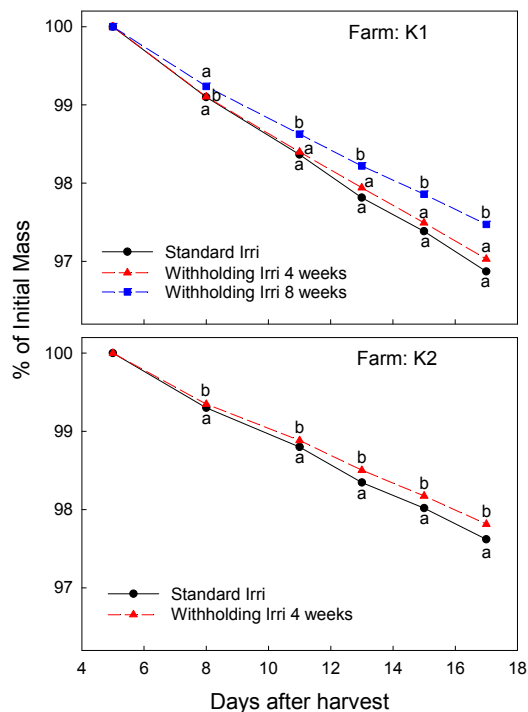 Farm: K1
100
99
98
97
a
b
a
b
a
a
b
a
a
b
a
a
b
a
a
Standard Irri
Withholding Irri 4 weeks
Withholding Irri 8 weeks
% of Initial Mass
Farm: K2
100
99
98
97
b
a
b
a
b
a
b
a
b
a
Standard Irri
Withholding Irri 4 weeks
4 6 8 10 12 14 16 18
Days after harvest